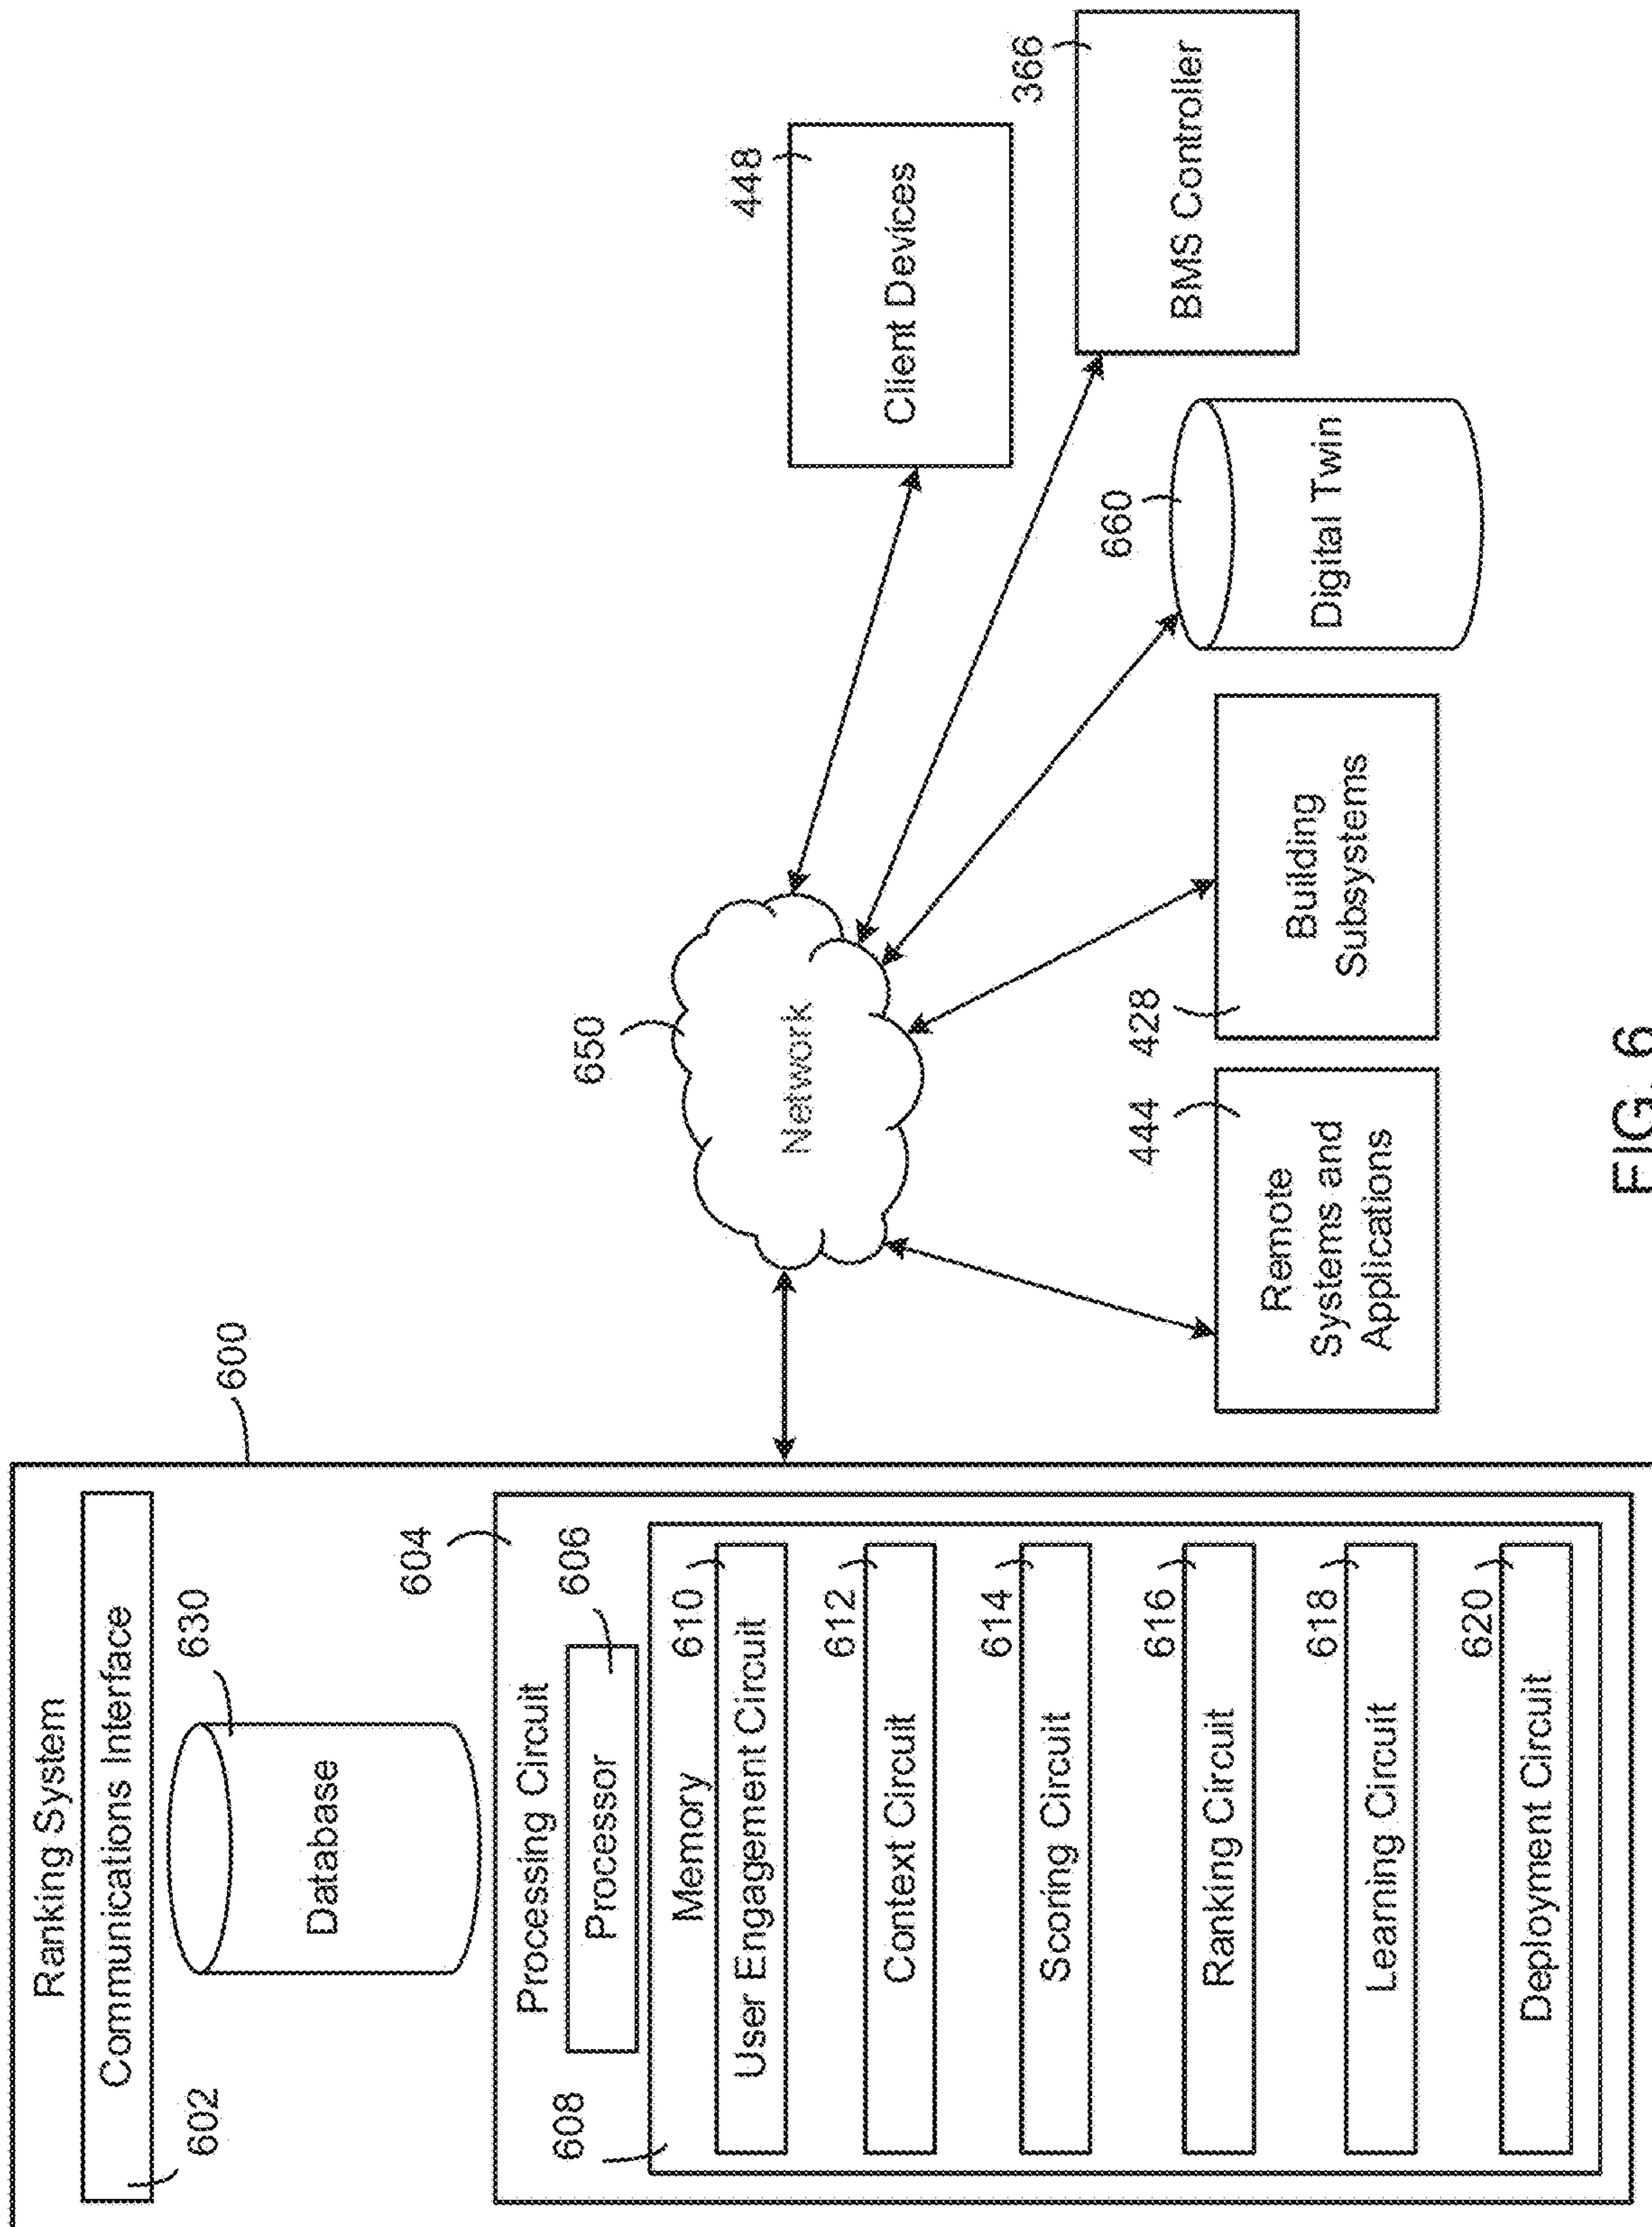 Ranking System
Communications Interface
602
600
Database
630
604
Processing Circuit
Processor
606
608
Memory
User Engagement Circuit
610
Context Circuit
612
Scoring Circuit
614
Ranking Circuit
616
Learning Circuit
618
Deployment Circuit
620
650
Network
448
Client Devices
366
BMS Controller
660
Digital Twin
428
Building
Subsystems
444
Remote
Systems and
Applications
FIG. 6